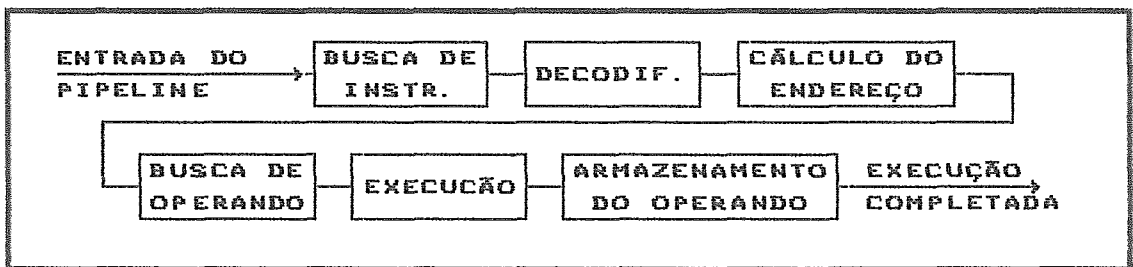 ENTRADA DO
PIPELINE
BUSCA DE
INSTR.
DECODIF.
CÁLCULO DO
ENDEREÇO
BUSCA DE
OPERANDO
EXECUCÃO
ARMAZENAMENTO
DO OPERANDO
EXECUÇÃO
COMPLETADA